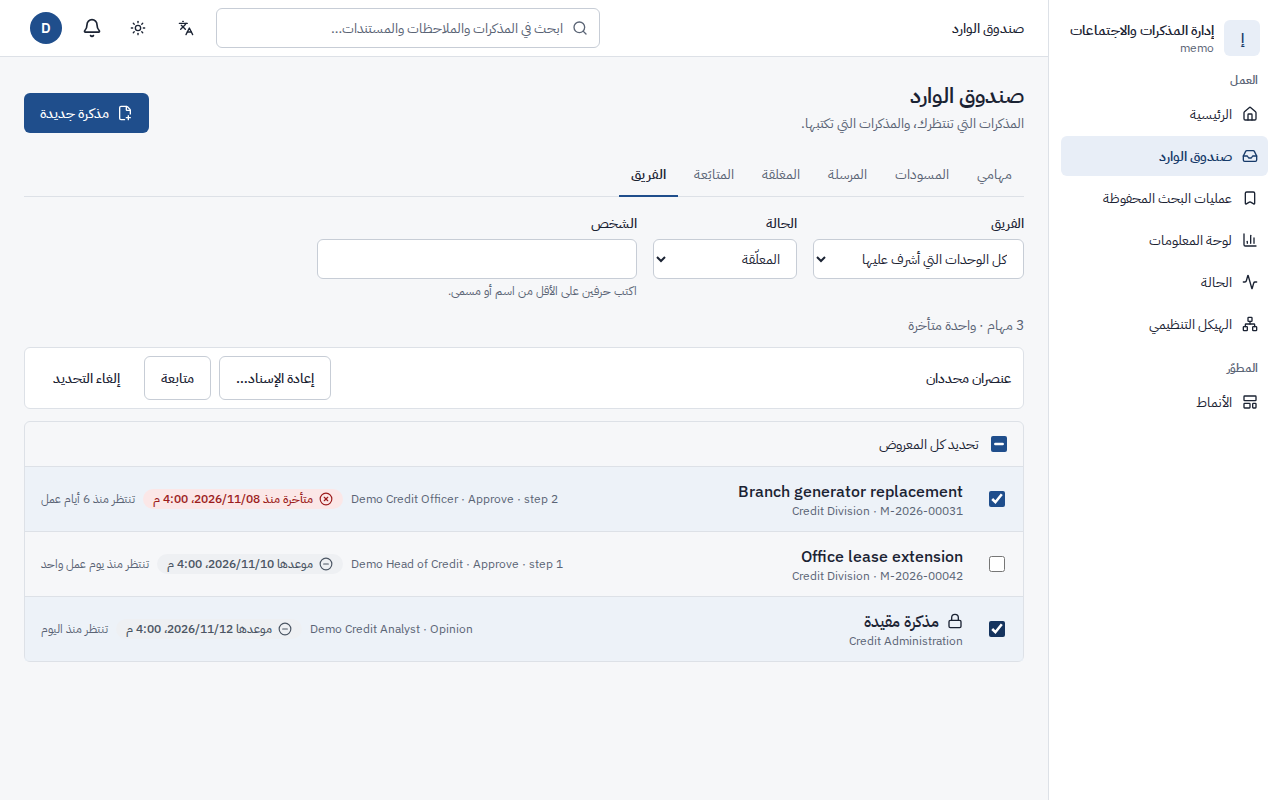 إ
إدارة المذكرات والاجتماعات
memo
العمل
الرئيسية
صندوق الوارد
عمليات البحث المحفوظة
لوحة المعلومات
الحالة
الهيكل التنظيمي
المطوّر
الأنماط
صندوق الوارد
ابحث في المذكرات والملاحظات والمستندات...
D
صندوق الوارد
المذكرات التي تنتظرك، والمذكرات التي تكتبها.
مذكرة جديدة
مهامي
المسودات
المرسلة
المغلقة
المتابَعة
الفريق
الفريق
كل الوحدات التي أشرف عليها
الحالة
المعلّقة
الشخص
اكتب حرفين على الأقل من اسم أو مسمى.
3 مهام · واحدة متأخرة
عنصران محددان
إعادة الإسناد...
متابعة
إلغاء التحديد
تحديد كل المعروض
Branch generator replacement
Credit Division · M-2026-00031
Demo Credit Officer · Approve · step 2
متأخرة منذ 2026/11/08، 4:00 م
تنتظر منذ 6 أيام عمل
Office lease extension
Credit Division · M-2026-00042
Demo Head of Credit · Approve · step 1
موعدها 2026/11/10، 4:00 م
تنتظر منذ يوم عمل واحد
مذكرة مقيدة
Credit Administration
Demo Credit Analyst · Opinion
موعدها 2026/11/12، 4:00 م
تنتظر منذ اليوم